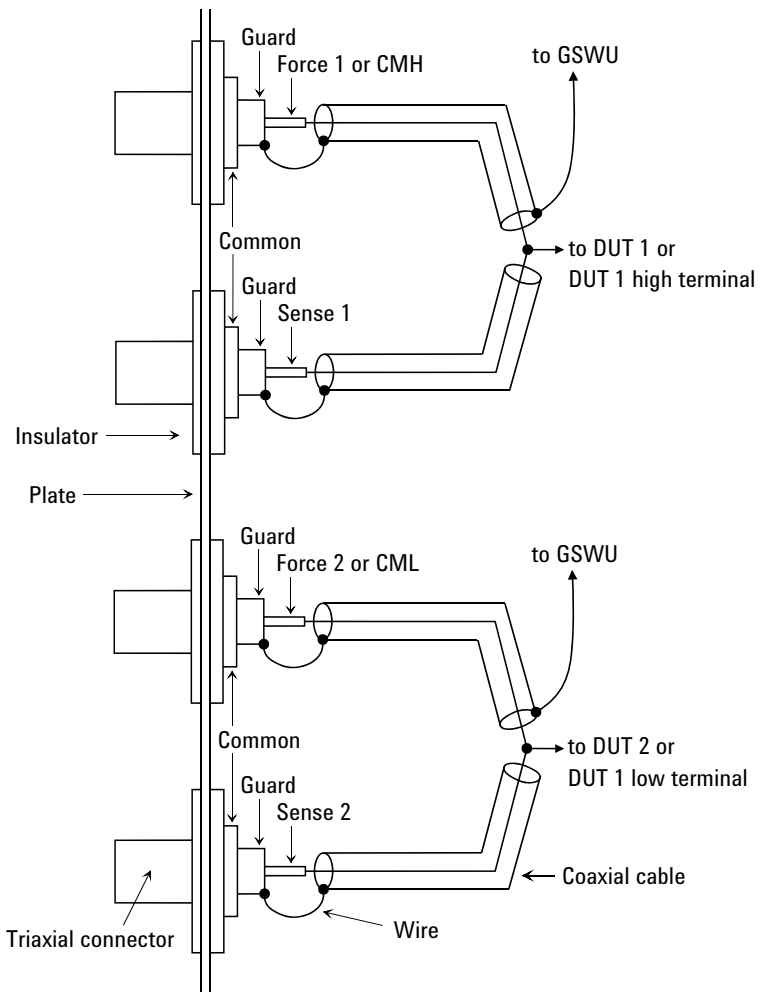 Guard
Force 1 or CMH
to GSWU
Common
to DUT 1 or
DUT 1 high terminal
Guard
Sense 1
Insulator
Plate
Guard
Force 2 or CML
to GSWU
Common
to DUT 2 or
DUT 1 low terminal
Guard
Sense 2
Coaxial cable
Wire
Triaxial connector